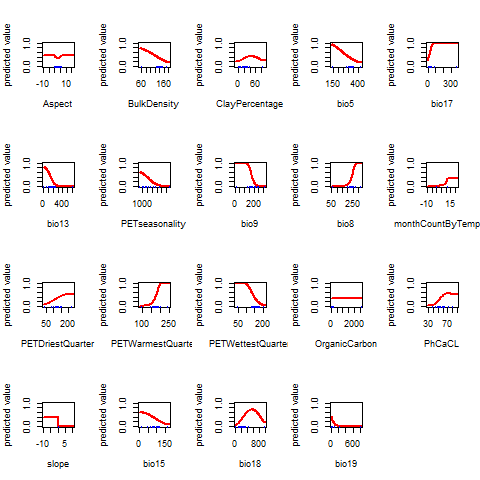 predicted value 0.0 1.0 -10 0 10 Aspect
predicted value 0.0 1.0 60 160 BulkDensity
predicted value 0.0 1.0 0 60 ClayPercentage
predicted value 0.0 1.0 150 400 bio5
predicted value 0.0 1.0 0 300 bio17
predicted value 0.0 1.0 0 400 bio13
predicted value 0.0 1.0 1000 PETseasonality
predicted value 0.0 1.0 0 200 bio9
predicted value 0.0 1.0 50 250 bio8
predicted value 0.0 1.0 -10 15 monthCountByTemp
predicted value 0.0 1.0 50 200 PETDriestQuarter
predicted value 0.0 1.0 100 250 PETWarmestQuarte
predicted value 0.0 1.0 50 200 PETWettestQuarte
predicted value 0.0 1.0 0 2000 OrganicCarbon
predicted value 0.0 1.0 30 70 PhCaCL
predicted value 0.0 1.0 -10 5 slope
predicted value 0.0 1.0 0 150 bio15
predicted value 0.0 1.0 0 800 bio18
predicted value 0.0 1.0 0 600 bio19